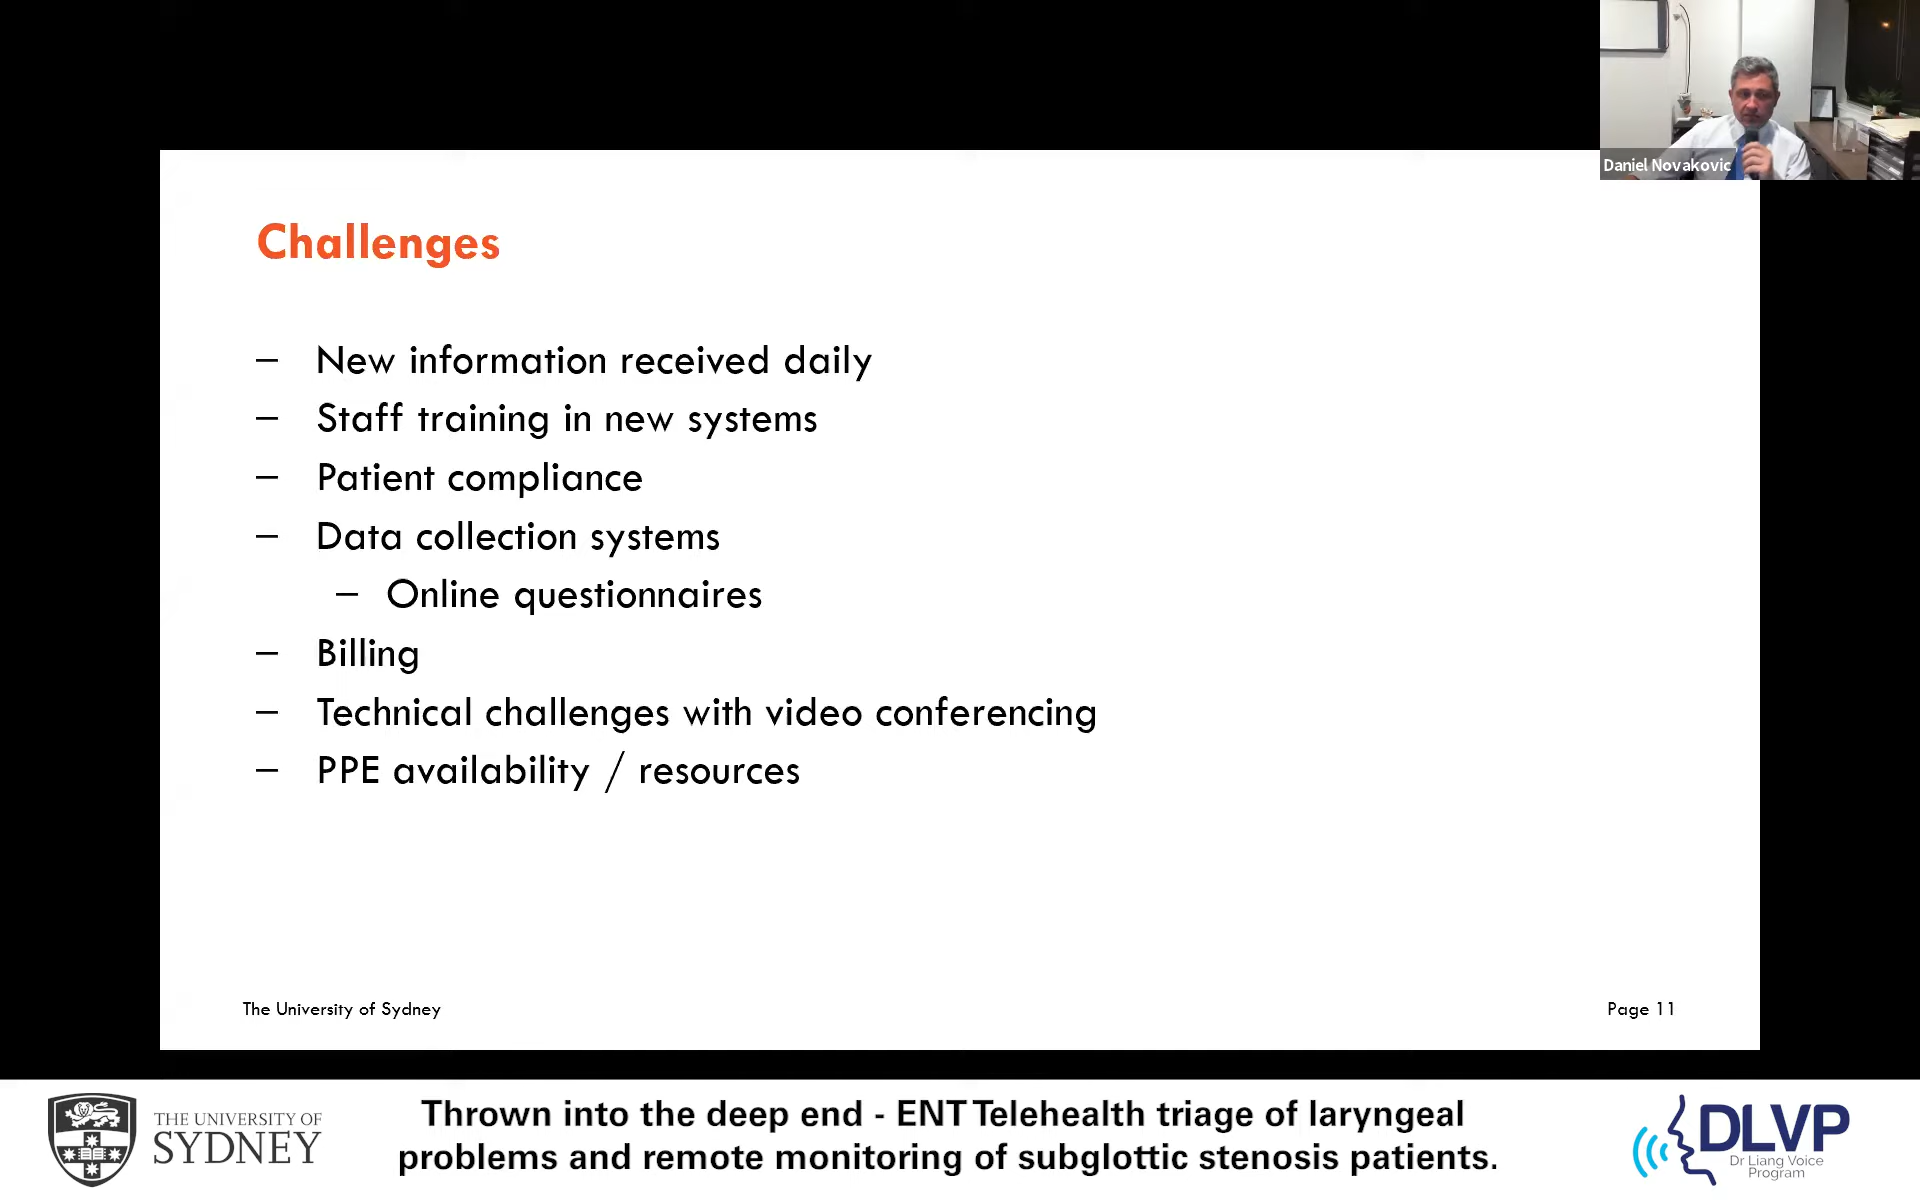 Daniel Novakovic
Challenges
– New information received daily
– Staff training in new systems
– Patient compliance
– Data collection systems
– Online questionnaires
– Billing
– Technical challenges with video conferencing
– PPE availability / resources
The University of Sydney
Page 11
THE UNIVERSITY OF
SYDNEY
Thrown into the deep end - ENT Telehealth triage of laryngeal
problems and remote monitoring of subglottic stenosis patients.
DLVP
Dr Liang Voice
Program